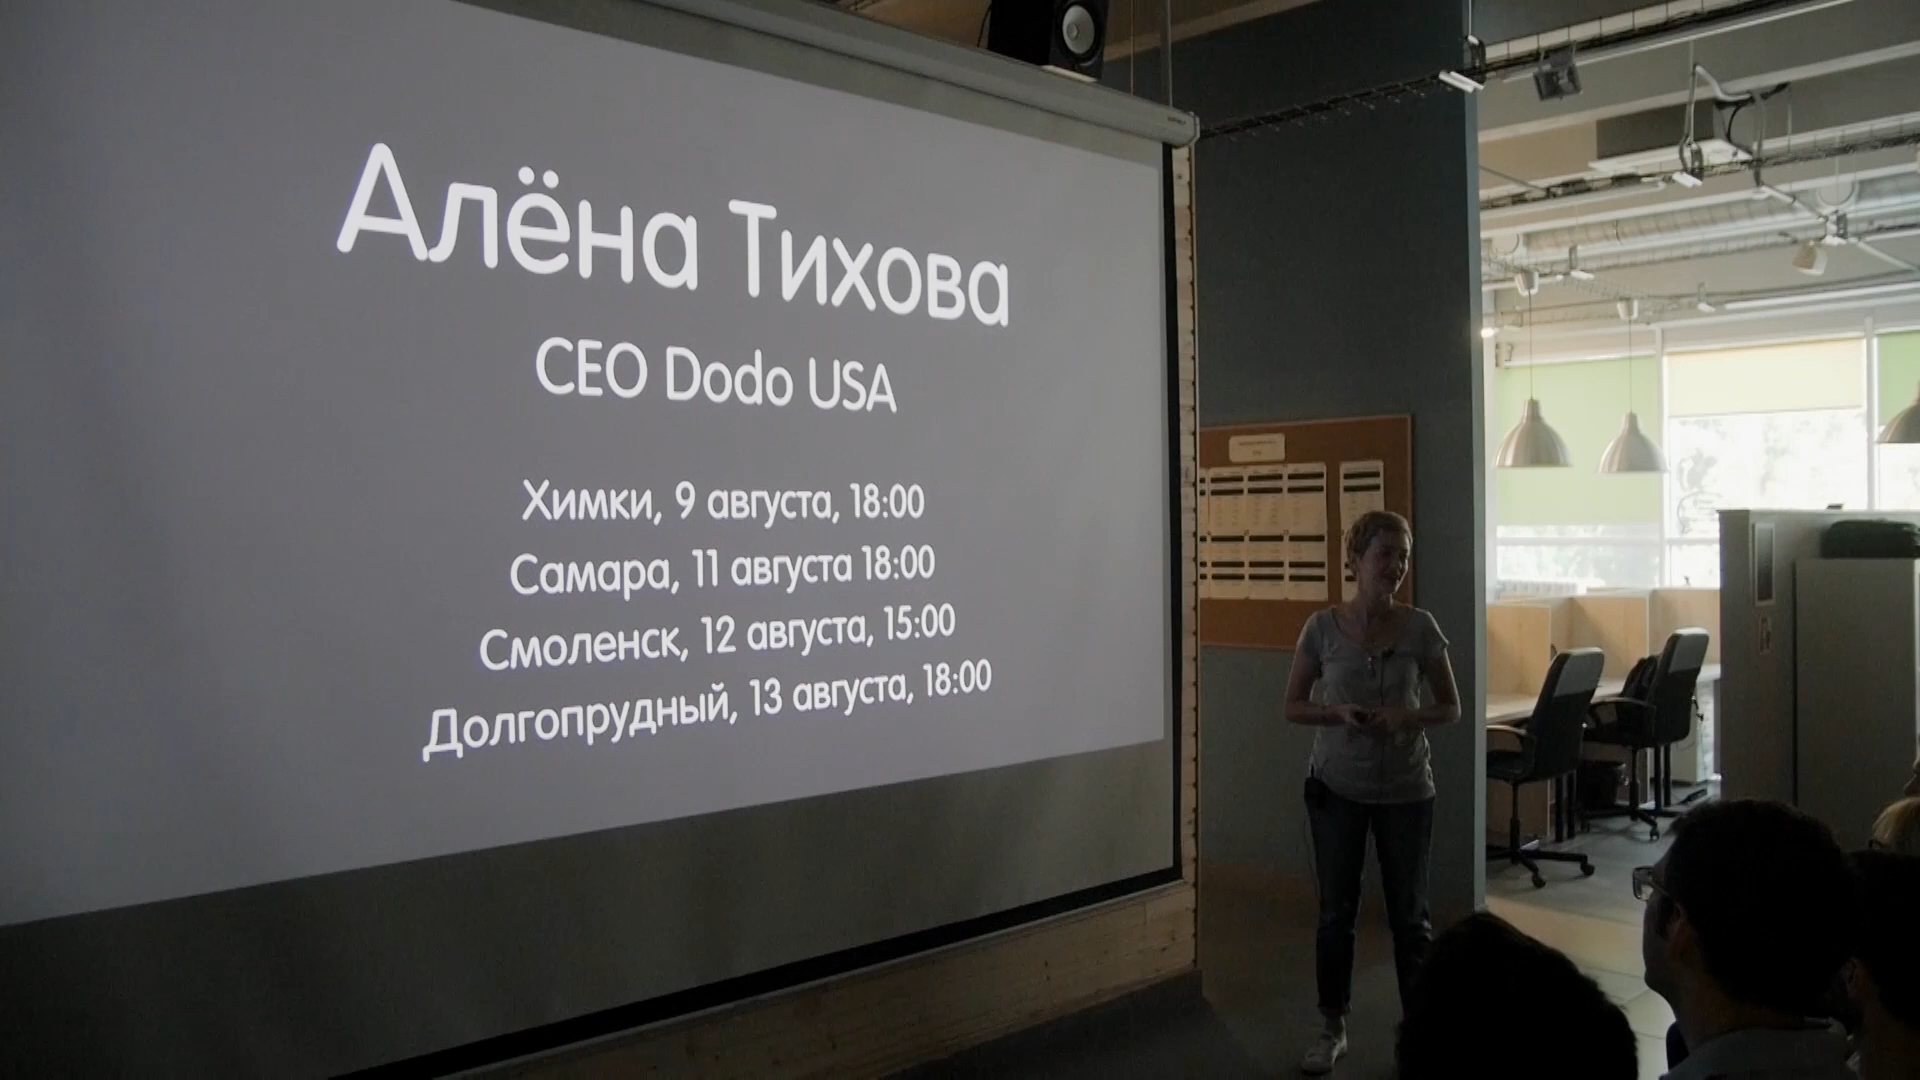 Алёна Тихова
CEO Dodo USA
Химки, 9 августа, 18:00
Самара, 11 августа 18:00
Смоленск, 12 августа, 15:00
Долгопрудный, 13 августа, 18:00